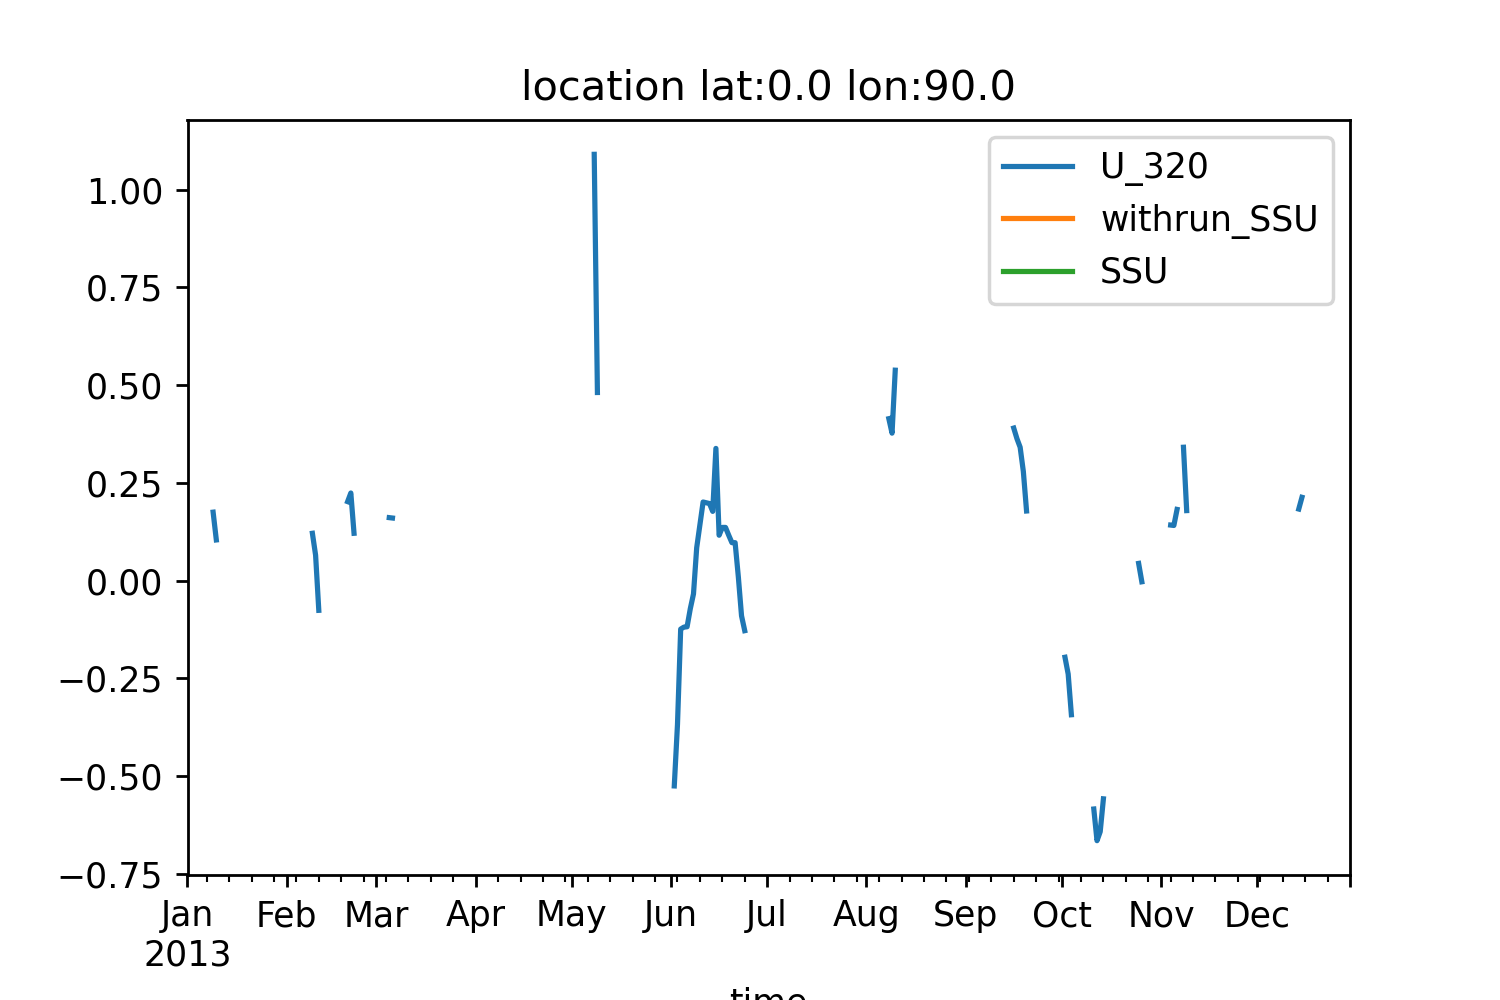 location lat:0.0 lon:90.0
U_320
withrun_SSU
SSU
1.00
0.75
0.50
0.25
0.00
−0.25
−0.50
−0.75
Jan Feb Mar Apr May Jun Jul Aug Sep Oct Nov Dec
2013
time